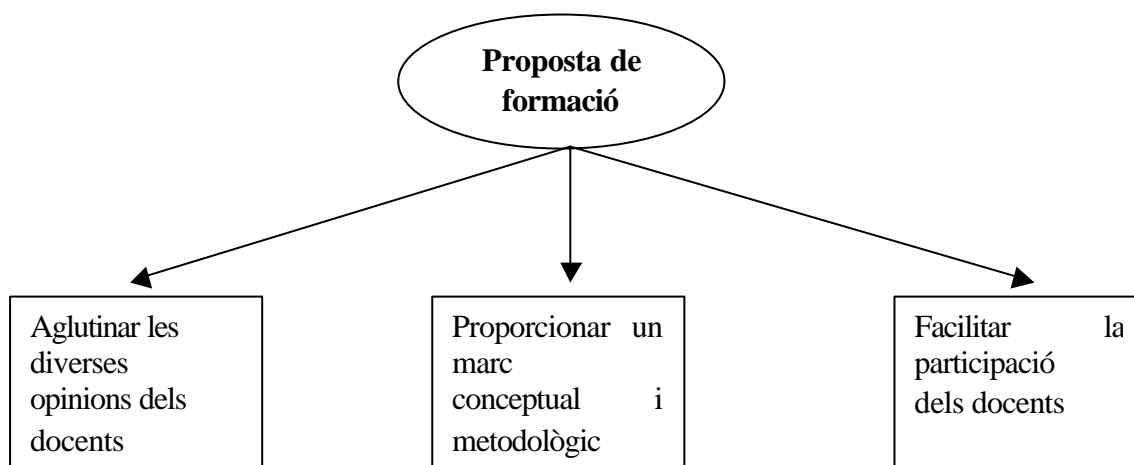 Proposta de
formació
Aglutinar les
diverses
opinions dels
docents
Proporcionar un
marc
conceptual i
metodològic
Facilitar la
participació
dels docents